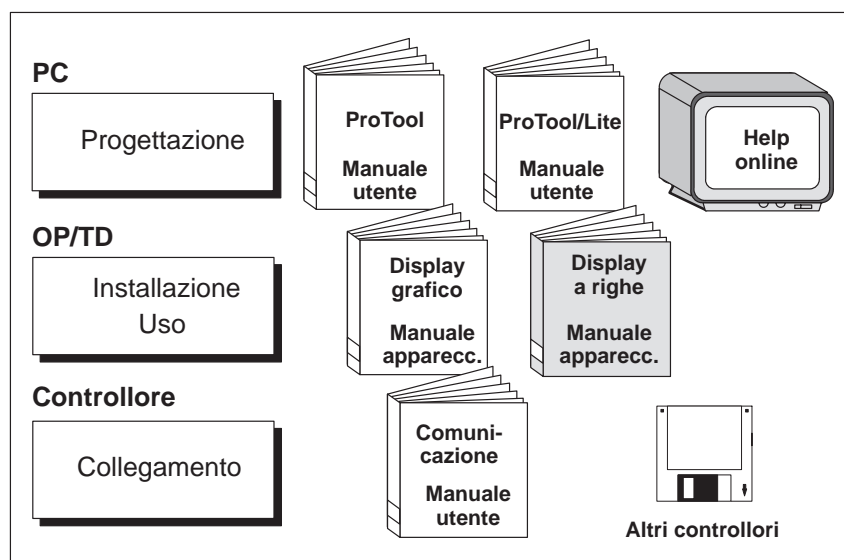 PC
Progettazione
ProTool
Manuale
utente
ProTool/Lite
Manuale
utente
Help
online
OP/TD
Installazione
Uso
Display
grafico
Manuale
apparecc.
Display
a righe
Manuale
apparecc.
Controllore
Collegamento
Comuni-
cazione
Manuale
utente
Altri controllori